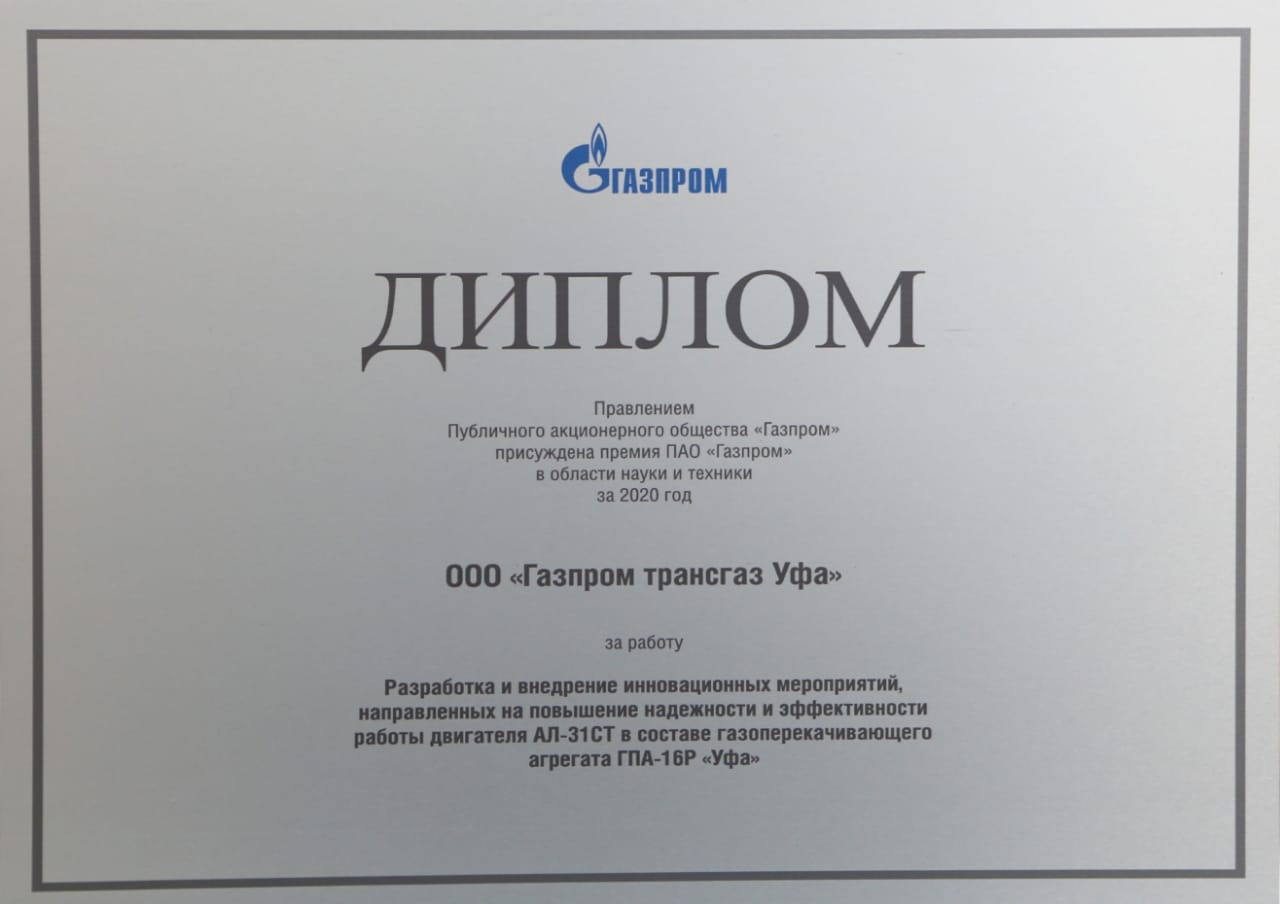 ГАЗПРОМ
ДИПЛОМ
Правлением
Публичного акционерного общества «Газпром»
присуждена премия ПАО «Газпром»
в области науки и техники
за 2020 год
ООО «Газпром трансгаз Уфа»
за работу
Разработка и внедрение инновационных мероприятий,
направленных на повышение надежности и эффективности
работы двигателя АЛ-31СТ в составе газоперекачивающего
агрегата ГПА-16Р «Уфа»